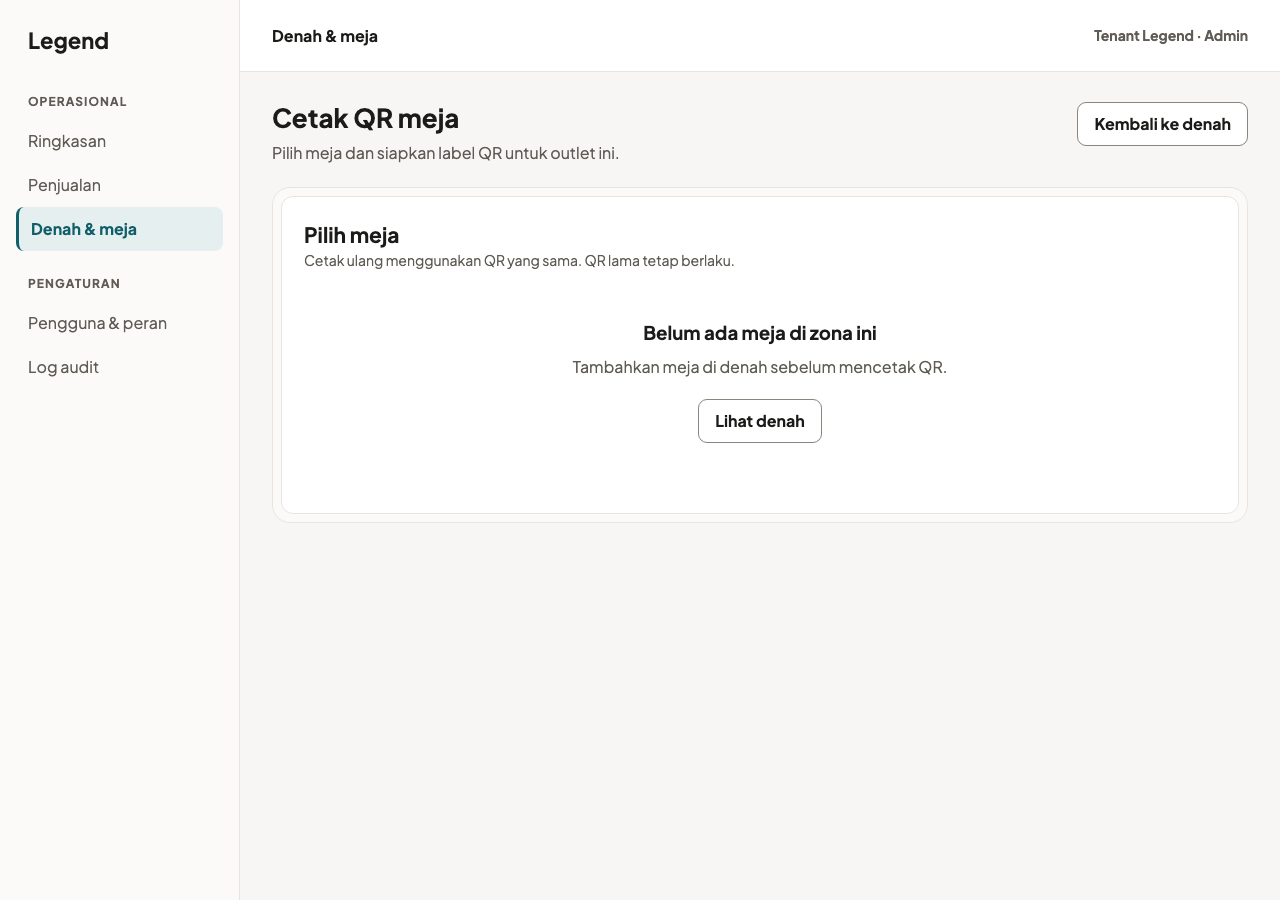 Legend
OPERASIONAL
Ringkasan
Penjualan
Denah & meja
PENGATURAN
Pengguna & peran
Log audit
Denah & meja
Tenant Legend · Admin
Cetak QR meja
Pilih meja dan siapkan label QR untuk outlet ini.
Kembali ke denah
Pilih meja
Cetak ulang menggunakan QR yang sama. QR lama tetap berlaku.
Belum ada meja di zona ini
Tambahkan meja di denah sebelum mencetak QR.
Lihat denah